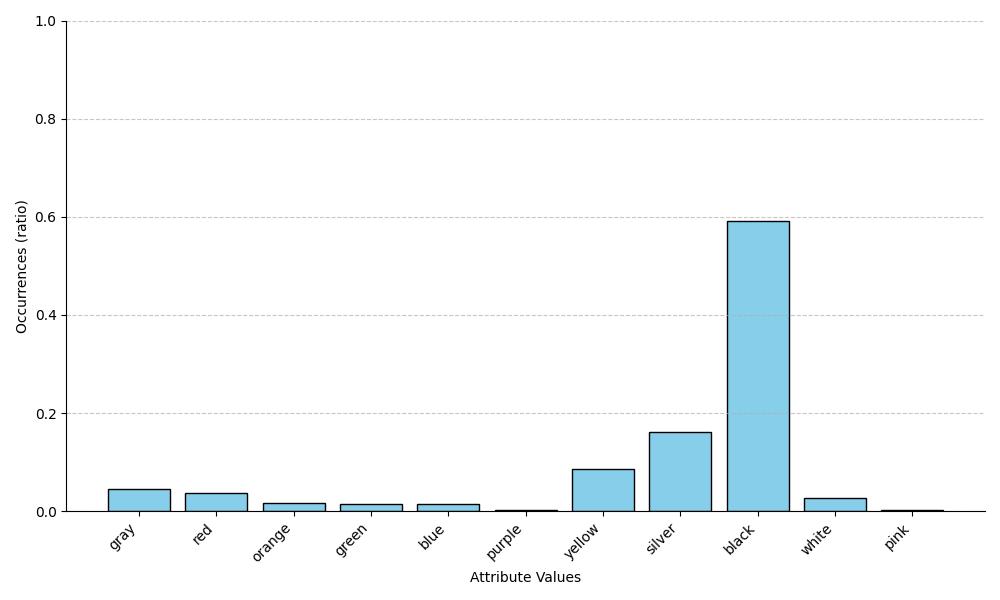 1.0
0.8
0.6
0.4
0.2
0.0
Occurrences (ratio)
gray
red
orange
green
blue
purple
yellow
silver
black
white
pink
Attribute Values